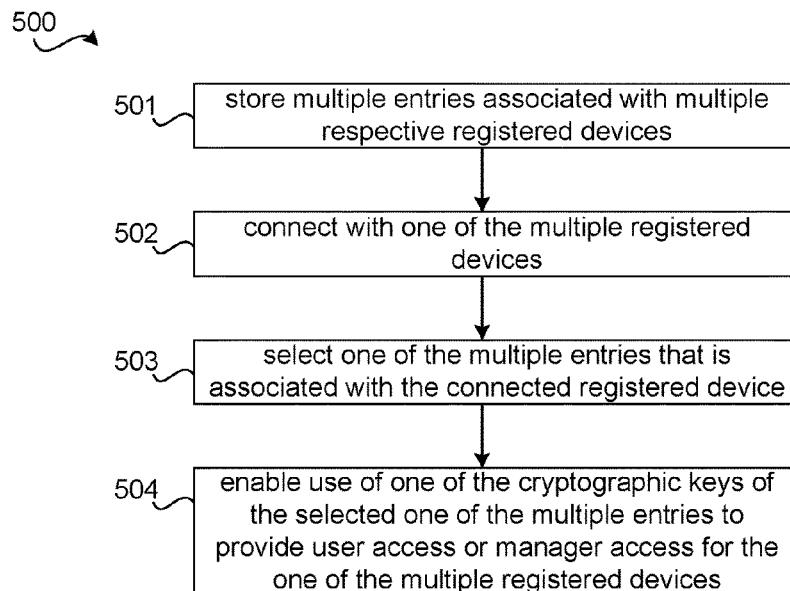 500
501
store multiple entries associated with multiple
respective registered devices
502
connect with one of the multiple registered
devices
503
select one of the multiple entries that is
associated with the connected registered device
504
enable use of one of the cryptographic keys of
the selected one of the multiple entries to
provide user access or manager access for the
one of the multiple registered devices